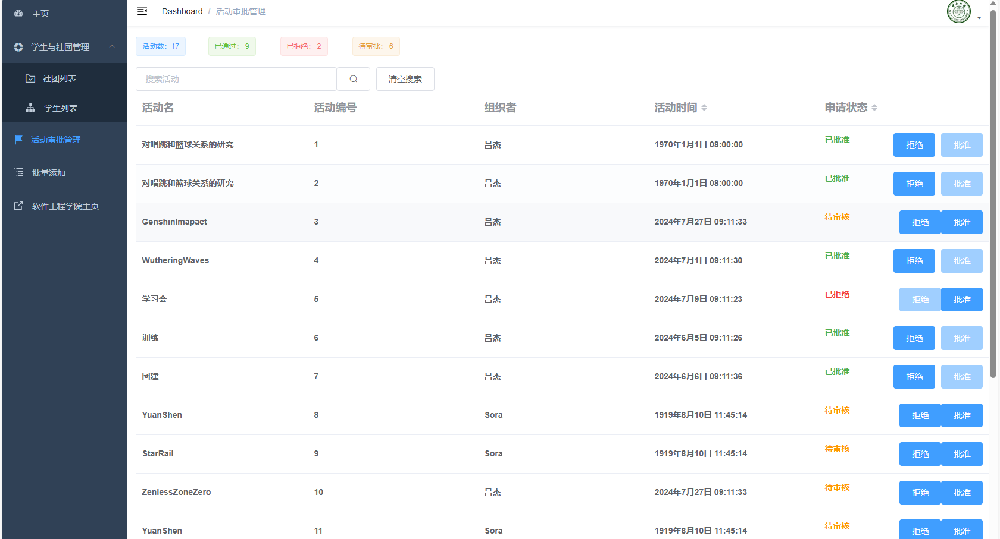 主页
学生与社团管理
社团列表
学生列表
活动审批管理
批量添加
软件工程学院主页
Dashboard / 活动审批管理
活动数: 17 已通过: 9 已拒绝: 2 待审批: 6
搜索活动 清空搜索
活动名 活动编号 组织者 活动时间 申请状态
对唱跳和篮球关系的研究 1 吕杰 1970年1月1日 08:00:00 已批准 拒绝 批准
对唱跳和篮球关系的研究 2 吕杰 1970年1月1日 08:00:00 已批准 拒绝 批准
GenshinImapact 3 吕杰 2024年7月27日 09:11:33 待审核 拒绝 批准
WutheringWaves 4 吕杰 2024年7月1日 09:11:30 已批准 拒绝 批准
学习会 5 吕杰 2024年7月9日 09:11:23 已拒绝 拒绝 批准
训练 6 吕杰 2024年6月5日 09:11:26 已批准 拒绝 批准
团建 7 吕杰 2024年6月6日 09:11:36 已批准 拒绝 批准
YuanShen 8 Sora 1919年8月10日 11:45:14 待审核 拒绝 批准
StarRail 9 Sora 1919年8月10日 11:45:14 待审核 拒绝 批准
ZenlessZoneZero 10 吕杰 2024年7月27日 09:11:33 待审核 拒绝 批准
YuanShen 11 Sora 1919年8月10日 11:45:14 待审核 拒绝 批准